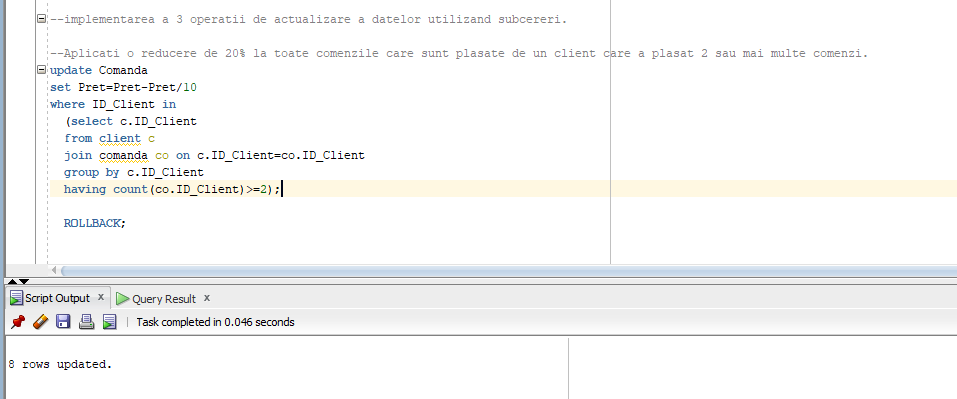 --implementarea a 3 operatii de actualizare a datelor utilizand subcereri.
--Aplicati o reducere de 20% la toate comenzile care sunt plasate de un client care a plasat 2 sau mai multe comenzi.
update Comanda
set Pret=Pret-Pret/10
where ID_Client in
(select c.ID_Client
from client c
join comanda co on c.ID_Client=co.ID_Client
group by c.ID_Client
having count(co.ID_Client)>=2);
ROLLBACK;
Script Output x Query Result x
Task completed in 0.046 seconds
8 rows updated.